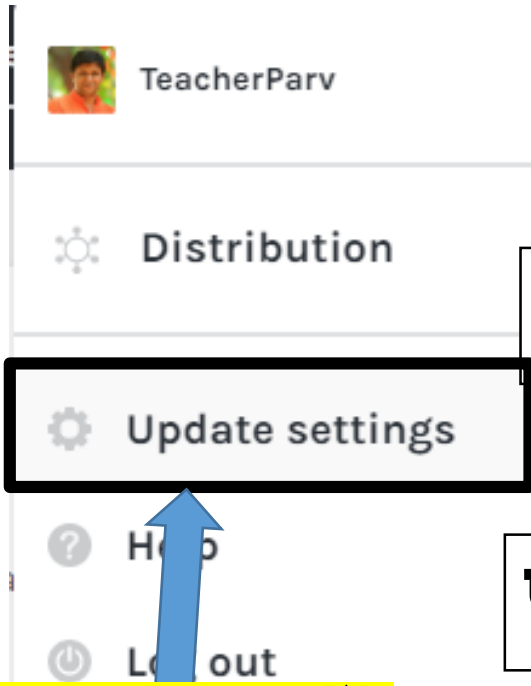 TeacherParv
Distribution
Update settings
Help
Log out